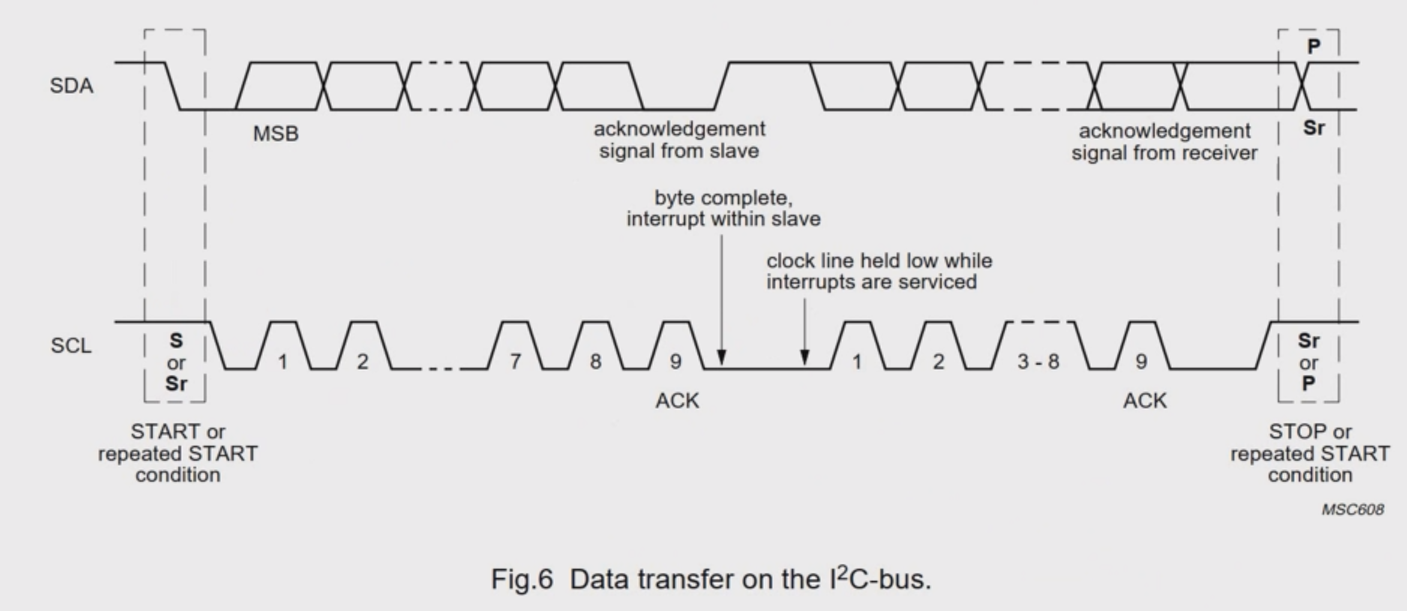 P
SDA
MSB
acknowledgement
signal from slave
acknowledgement
signal from receiver
Sr
byte complete,
interrupt within slave
clock line held low while
interrupts are serviced
SCL
S
or
Sr
1
2
7
8
9
1
2
3 - 8
9
Sr
or
P
ACK
ACK
START or
repeated START
condition
STOP or
repeated START
condition
MSC608
Fig.6 Data transfer on the I²C-bus.